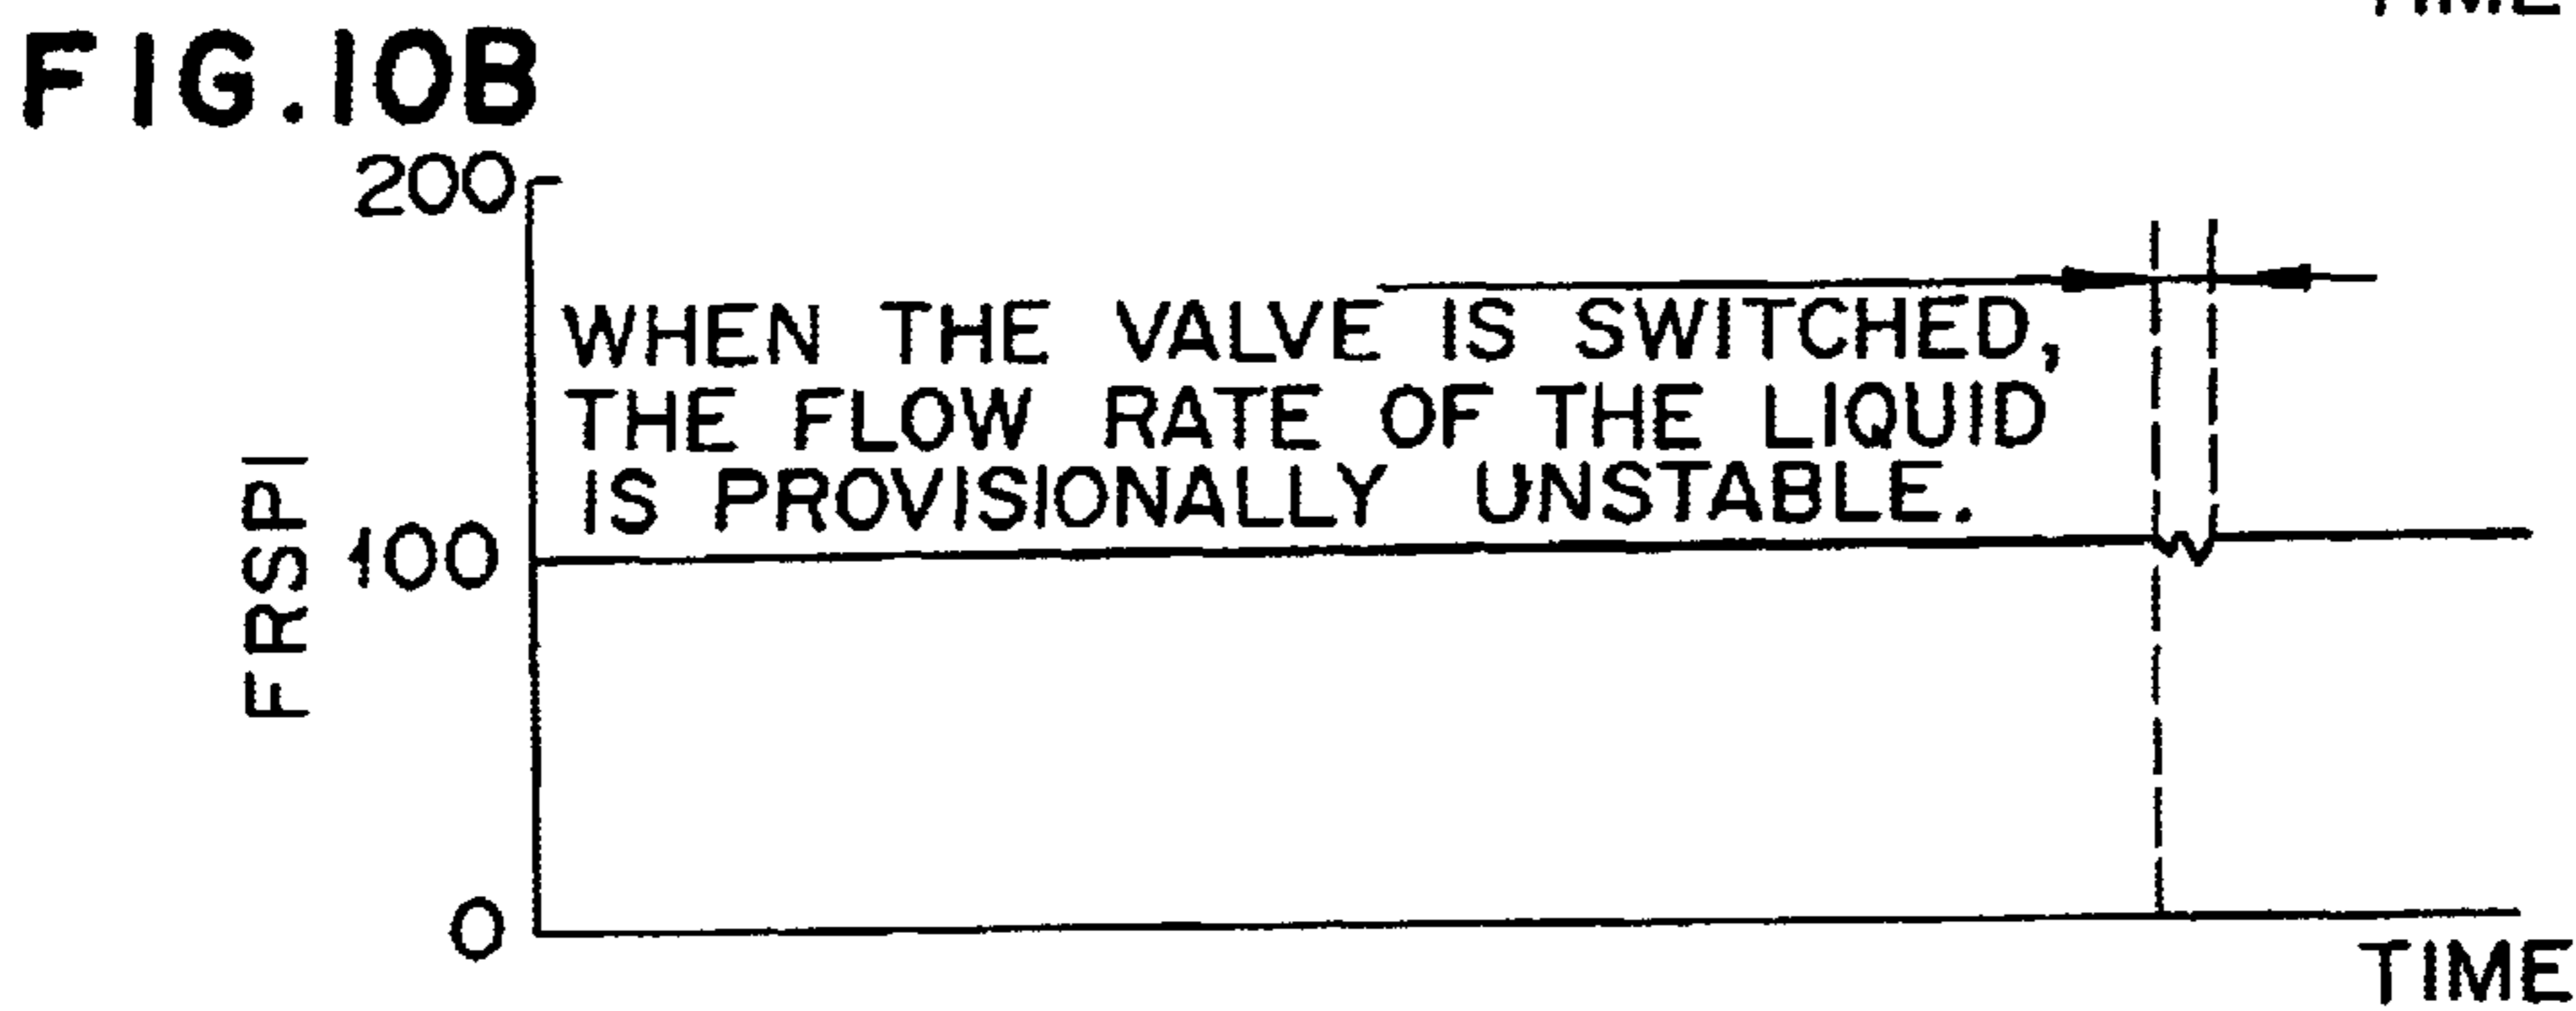 TIME
FIG.10B
200
WHEN THE VALVE IS SWITCHED,
THE FLOW RATE OF THE LIQUID
IS PROVISIONALLY UNSTABLE.
FRSPI
100
0
TIME